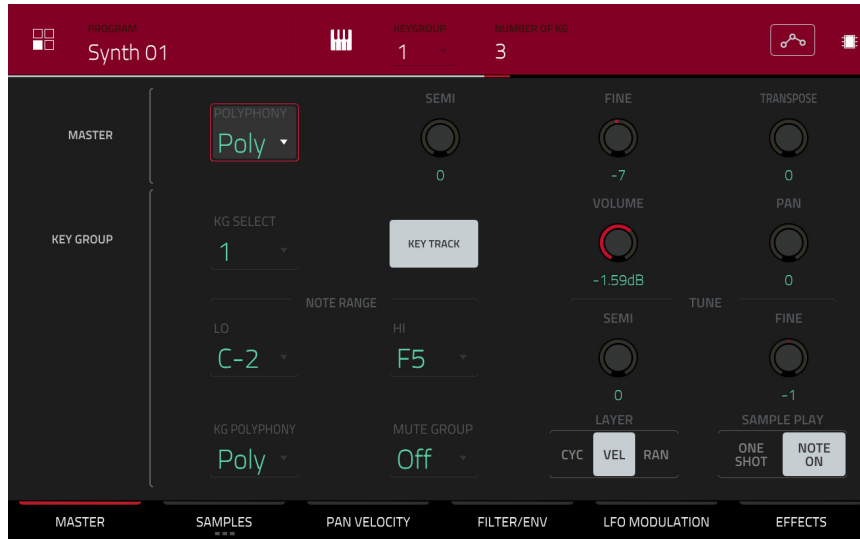 PROGRAM
Synth 01
KEYGROUP
1
NUMBER OF KG
3
MASTER
POLYPHONY
Poly
SEMI
0
FINE
-7
TRANSPOSE
0
KEY GROUP
KG SELECT
1
KEY TRACK
VOLUME
-1.59dB
PAN
0
NOTE RANGE
LO
C-2
HI
F5
TUNE
SEMI
0
FINE
-1
KG POLYPHONY
Poly
MUTE GROUP
Off
LAYER
CYC VEL RAN
SAMPLE PLAY
ONE
SHOT
NOTE
ON
MASTER SAMPLES PAN VELOCITY FILTER/ENV LFO MODULATION EFFECTS